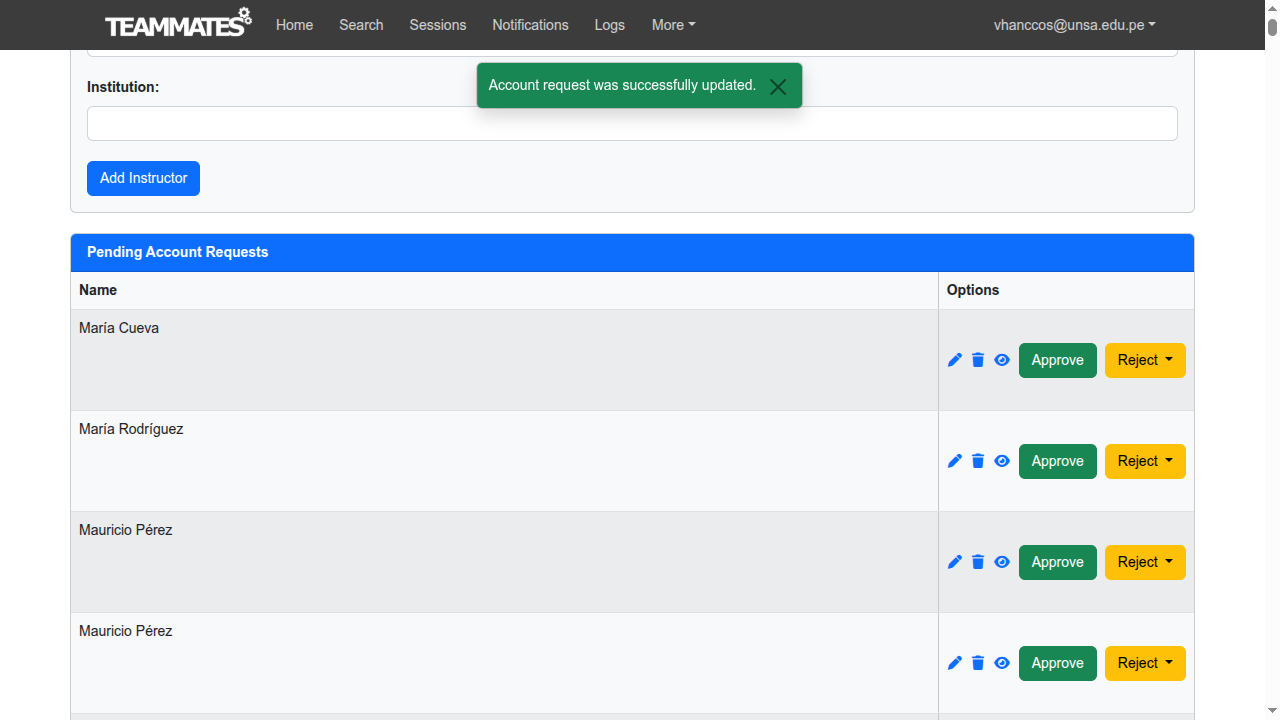 TEAMMATES Home Search Sessions Notifications Logs More vhanccos@unsa.edu.pe
Account request was successfully updated.
Institution:
Add Instructor
Pending Account Requests
Name Options
María Cueva
Approve Reject
María Rodríguez
Approve Reject
Mauricio Pérez
Approve Reject
Mauricio Pérez
Approve Reject